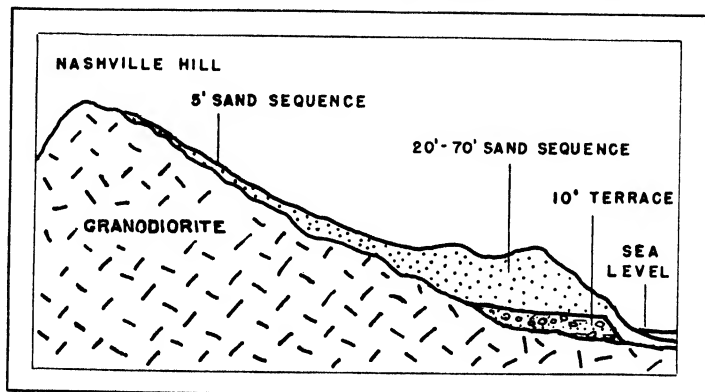 NASHVILLE HILL
5' SAND SEQUENCE
20'-70' SAND SEQUENCE
10' TERRACE
GRANODIORITE
SEA
LEVEL